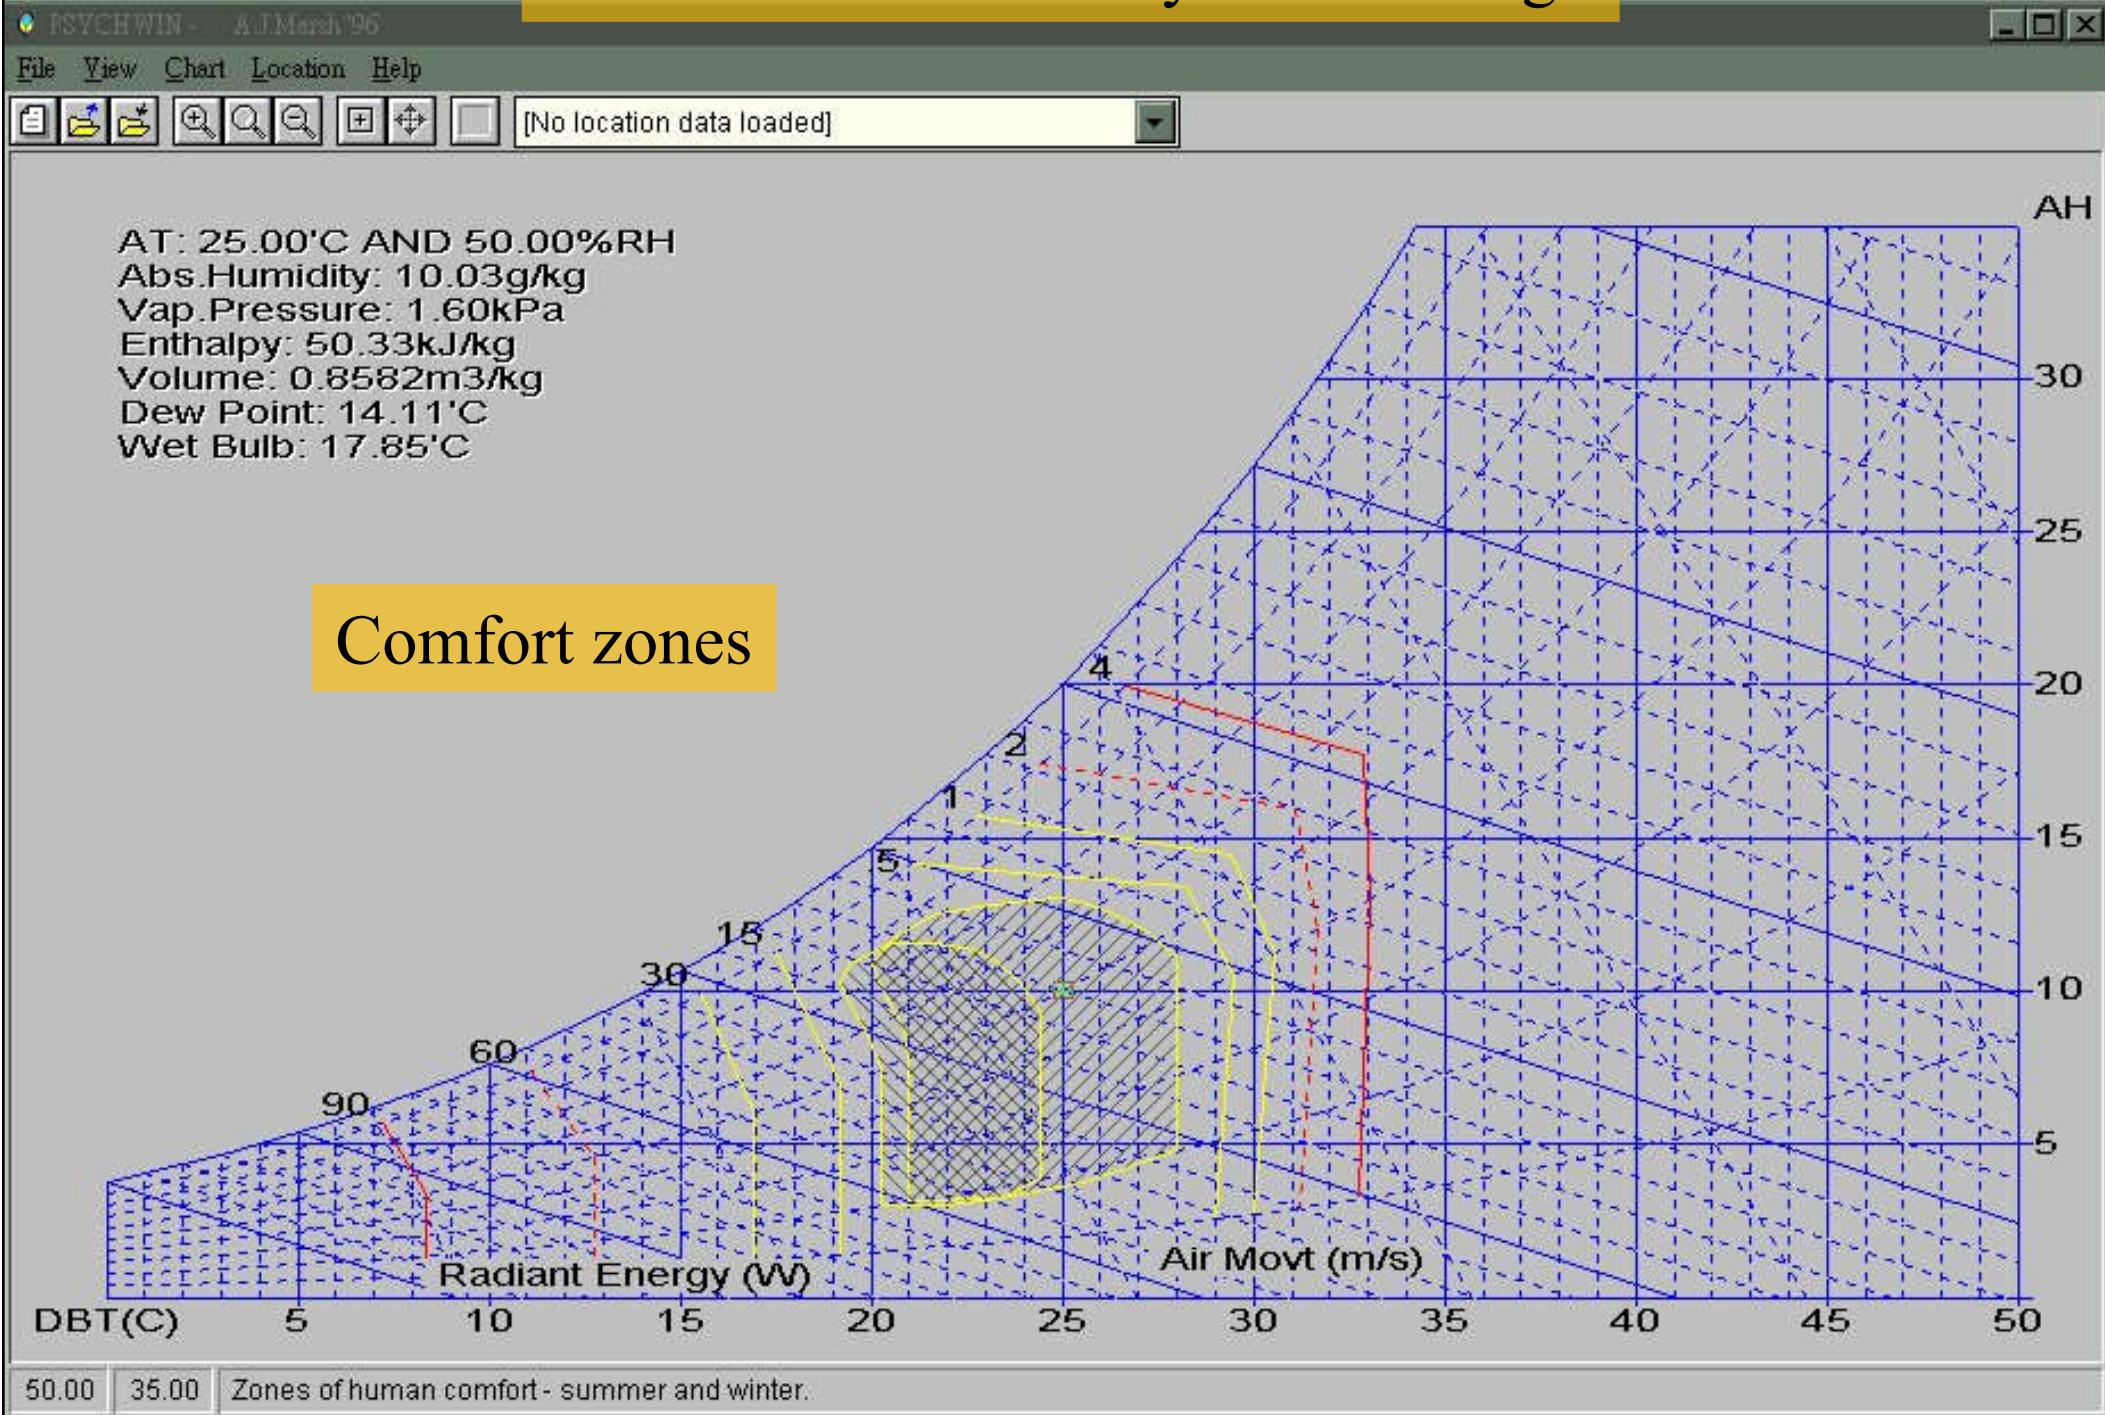 PSYCHWIN - A.J.Marsh '96
File View Chart Location Help
[No location data loaded]
AH
AT: 25.00'C AND 50.00%RH
Abs.Humidity: 10.03g/kg
Vap.Pressure: 1.60kPa
Enthalpy: 50.33kJ/kg
Volume: 0.8582m3/kg
Dew Point: 14.11'C
Wet Bulb: 17.85'C
30
25
Comfort zones
4
20
2
1
15
.5
15
30
10
60
90
5
Radiant Energy (W)
Air Movt (m/s)
DBT(C) 5 10 15 20 25 30 35 40 45 50
50.00 35.00 Zones of human comfort - summer and winter.